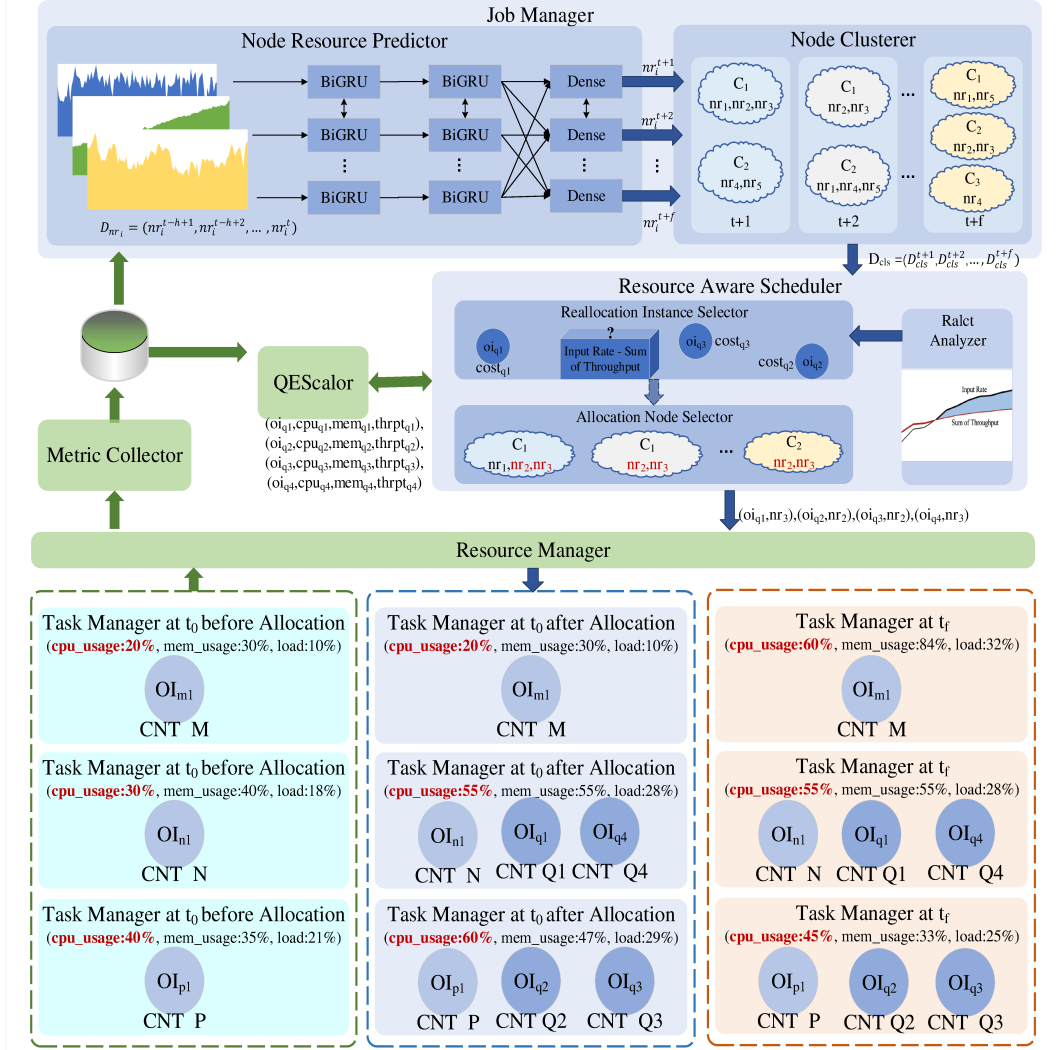 Job Manager
Node Resource Predictor
BiGRU
BiGRU
Dense
BiGRU
BiGRU
Dense
⋮
⋮
⋮
BiGRU
BiGRU
Dense
D_{nr_i} = (nr_i^{t-h+1}, nr_i^{t-h+2}, … , nr_i^t)
nr_i^{t+1}
nr_i^{t+2}
⋮
nr_i^{t+f}
Node Clusterer
C1
nr1,nr2,nr3
C2
nr4,nr5
t+1
C1
nr2,nr3
C2
nr1,nr4,nr5
t+2
...
...
C1
nr1,nr5
C2
nr2,nr3
C3
nr4
t+f
D_cls =(D_cls^{t+1},D_cls^{t+2},…,D_cls^{t+f})
Resource Aware Scheduler
Reallocation Instance Selector
oi_q1
cost_q1
?
Input Rate - Sum
of Throughput
oi_q3 cost_q3
cost_q2 oi_q2
Allocation Node Selector
C1
nr1,nr2,nr3
C1
nr2,nr3
...
C2
nr2,nr3
Ralct
Analyzer
Input Rate
Sum of Throughput
QEScalor
(oi_q1,cpu_q1,mem_q1,thrpt_q1),
(oi_q2,cpu_q2,mem_q2,thrpt_q2),
(oi_q3,cpu_q3,mem_q3,thrpt_q3),
(oi_q4,cpu_q4,mem_q4,thrpt_q4)
Metric Collector
(oi_q1,nr3),(oi_q2,nr2),(oi_q3,nr2),(oi_q4,nr3)
Resource Manager
Task Manager at t0 before Allocation
(cpu_usage:20%, mem_usage:30%, load:10%)
OI_m1
CNT M
Task Manager at t0 before Allocation
(cpu_usage:30%, mem_usage:40%, load:18%)
OI_n1
CNT N
Task Manager at t0 before Allocation
(cpu_usage:40%, mem_usage:35%, load:21%)
OI_p1
CNT P
Task Manager at t0 after Allocation
(cpu_usage:20%, mem_usage:30%, load:10%)
OI_m1
CNT M
Task Manager at t0 after Allocation
(cpu_usage:55%, mem_usage:55%, load:28%)
OI_n1 OI_q1 OI_q4
CNT N CNT Q1 CNT Q4
Task Manager at t0 after Allocation
(cpu_usage:60%, mem_usage:47%, load:29%)
OI_p1 OI_q2 OI_q3
CNT P CNT Q2 CNT Q3
Task Manager at tf
(cpu_usage:60%, mem_usage:84%, load:32%)
OI_m1
CNT M
Task Manager at tf
(cpu_usage:55%, mem_usage:55%, load:28%)
OI_n1 OI_q1 OI_q4
CNT N CNT Q1 CNT Q4
Task Manager at tf
(cpu_usage:45%, mem_usage:33%, load:25%)
OI_p1 OI_q2 OI_q3
CNT P CNT Q2 CNT Q3